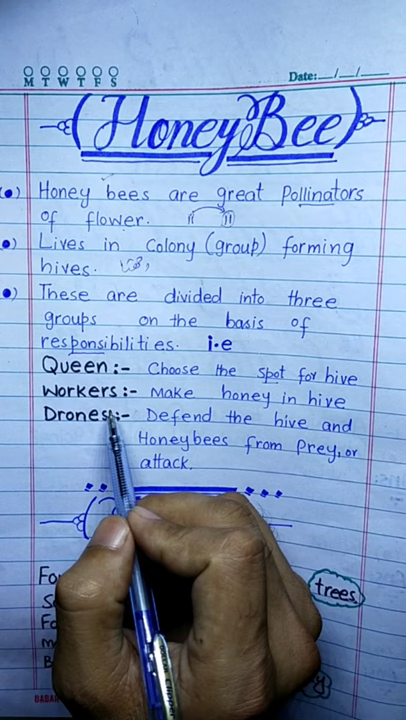 M T W T F S
Date:__/__/____
(Honey Bee)
Honey bees are great Pollinators
of flower.
Lives in Colony (group) forming
hives.
These are divided into three
groups on the basis of
responsibilities. i.e
Queen:- Choose the spot for hive
Workers:- Make honey in hive
Drones:- Defend the hive and
Honeybees from Prey, or
attack.
trees